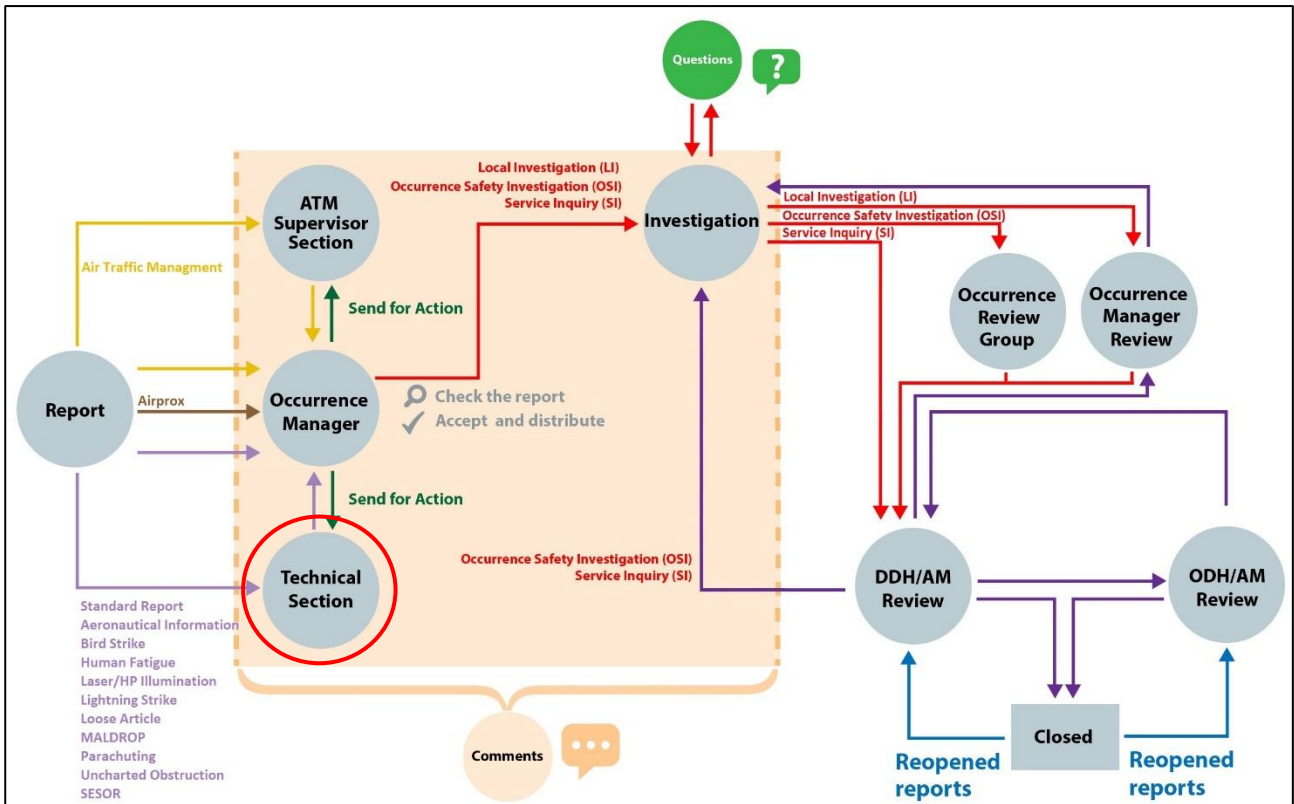 Questions
?
Local Investigation (LI)
Occurrence Safety Investigation (OSI)
Service Inquiry (SI)
ATM
Supervisor
Section
Investigation
Local Investigation (LI)
Occurrence Safety Investigation (OSI)
Service Inquiry (SI)
Air Traffic Managment
Send for Action
Occurrence
Review
Group
Occurrence
Manager
Review
Report
Airprox
Occurrence
Manager
Check the report
Accept and distribute
Send for Action
Technical
Section
Occurrence Safety Investigation (OSI)
Service Inquiry (SI)
DDH/AM
Review
ODH/AM
Review
Standard Report
Aeronautical Information
Bird Strike
Human Fatigue
Laser/HP Illumination
Lightning Strike
Loose Article
MALDROP
Parachuting
Uncharted Obstruction
SESOR
Comments
Closed
Reopened
reports
Reopened
reports